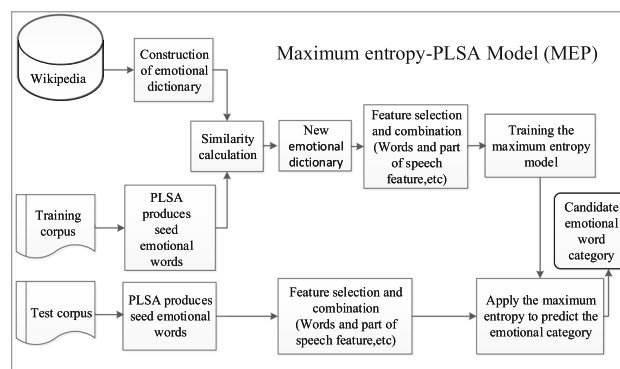 Maximum entropy-PLSA Model (MEP)
Wikipedia
Construction
of emotional
dictionary
Similarity
calculation
New
emotional
dictionary
Feature selection
and combination
(Words and part
of speech
feature,etc)
Training the
maximum entropy
model
Training
corpus
PLSA
produces
seed
emotional
words
Candidate
emotional
word
category
Test corpus
PLSA produces
seed emotional
words
Feature selection and
combination
(Words and part of
speech feature,etc)
Apply the maximum
entropy to predict the
emotional category